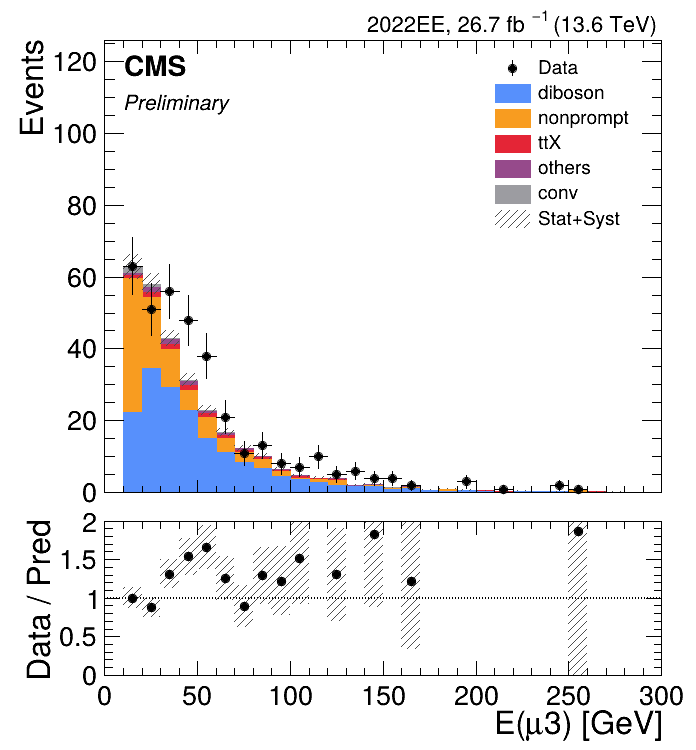 2022EE, 26.7 fb⁻¹ (13.6 TeV)
Events
120
100
80
60
40
20
0
CMS
Preliminary
Data
diboson
nonprompt
ttX
others
conv
Stat+Syst
Data / Pred
2
1.5
1
0.5
0
0 50 100 150 200 250 300
E(μ3) [GeV]